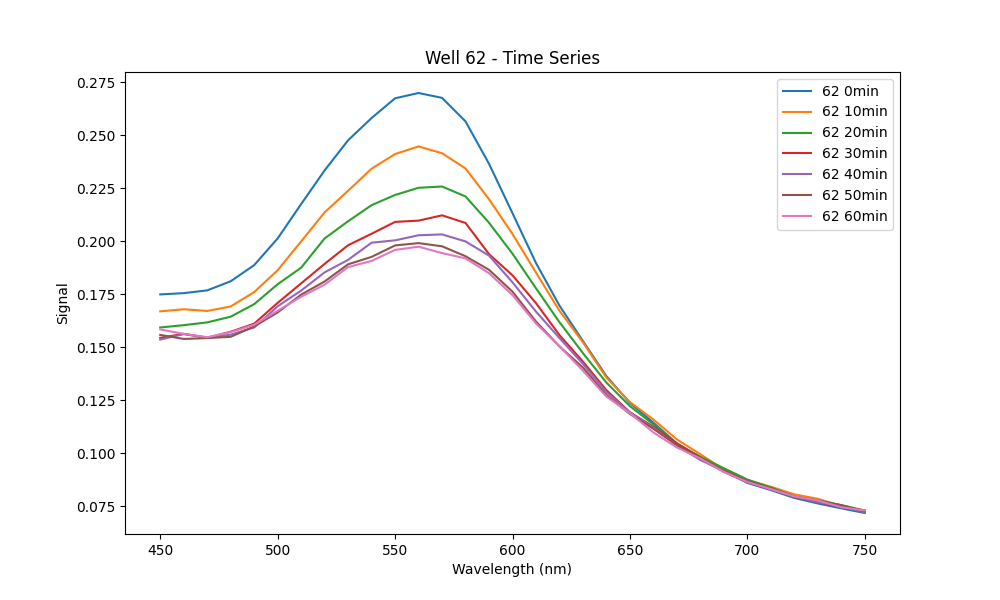 Well 62 - Time Series
0.275
0.250
0.225
0.200
0.175
0.150
0.125
0.100
0.075
Signal
62 0min
62 10min
62 20min
62 30min
62 40min
62 50min
62 60min
450 500 550 600 650 700 750
Wavelength (nm)